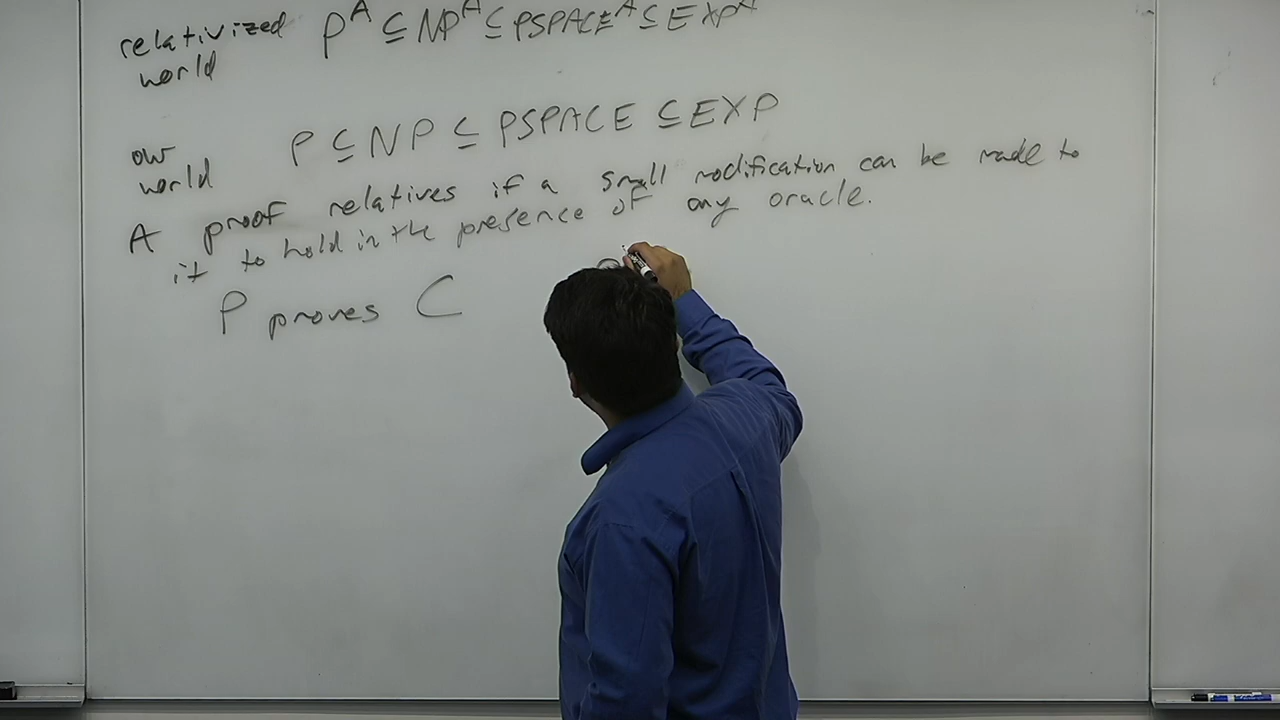 relativized P^A ⊆ NP^A ⊆ PSPACE^A ⊆ EXP^A
world
our P ⊆ NP ⊆ PSPACE ⊆ EXP
world
A proof relatives if a small modification can be made to
it to hold in the presence of any oracle.
P proves C